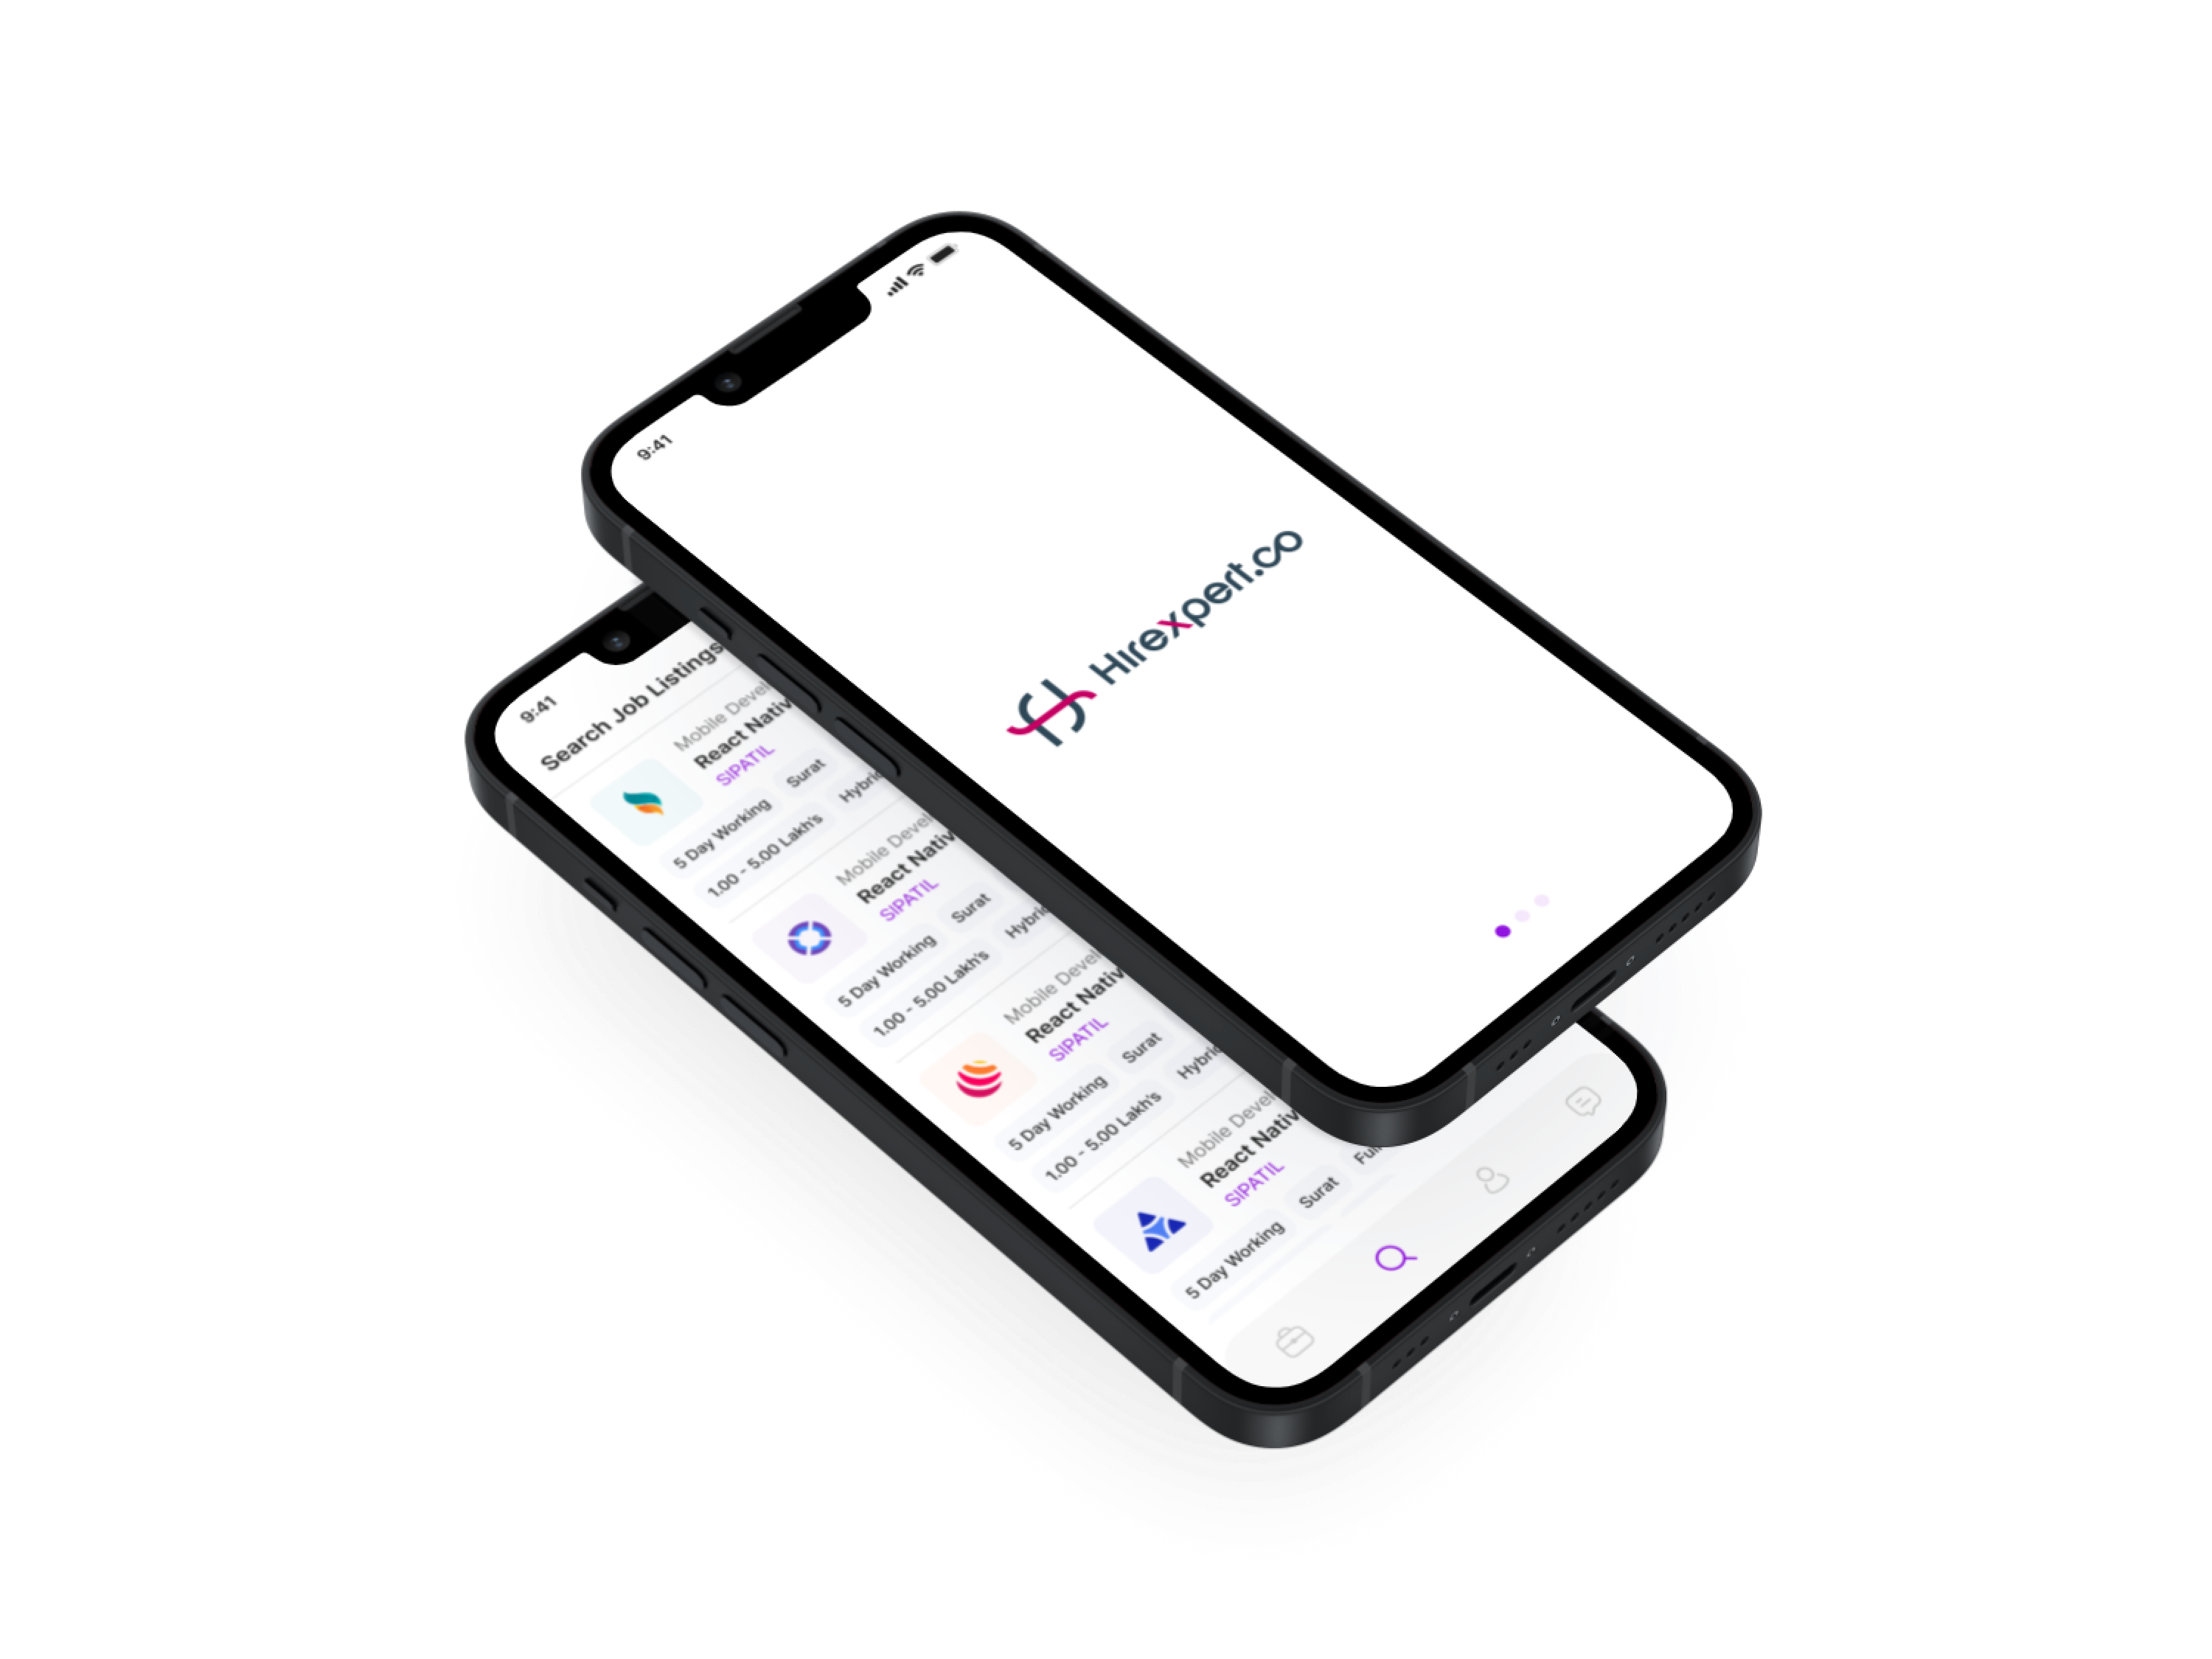 9:41
Hirexpert.co
9:41
Search Job Listings
Mobile Devel
React Nativ
SIPATIL
5 Day Working
Surat
1.00 - 5.00 Lakh's
Hybri
Mobile Devel
React Nativ
SIPATIL
5 Day Working
Surat
1.00 - 5.00 Lakh's
Hybri
Mobile Devel
React Nativ
SIPATIL
5 Day Working
Surat
1.00 - 5.00 Lakh's
Hybri
Mobile Devel
React Nativ
SIPATIL
5 Day Working
Surat
Ful